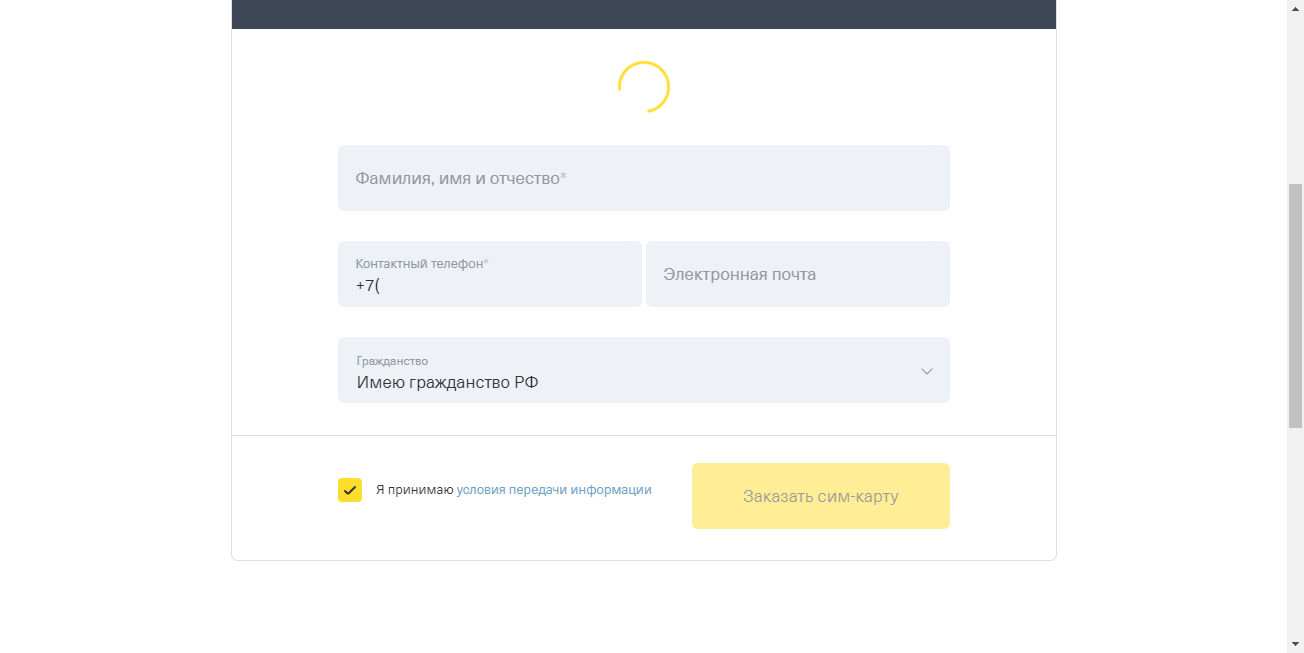 Фамилия, имя и отчество*
Контактный телефон*
+7(
Электронная почта
Гражданство
Имею гражданство РФ
Я принимаю условия передачи информации
Заказать сим-карту